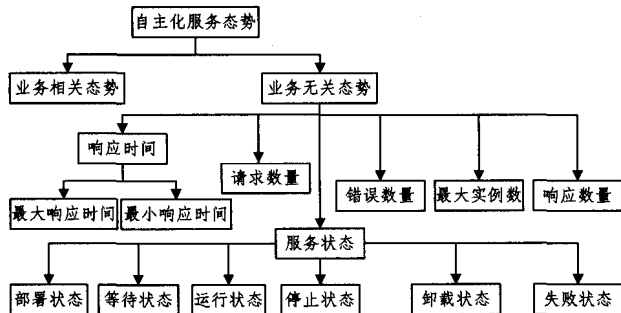 自主化服务态势
业务相关态势
业务无关态势
响应时间
请求数量
错误数量
最大实例数
响应数量
最大响应时间
最小响应时间
服务状态
部署状态
等待状态
运行状态
停止状态
卸载状态
失败状态